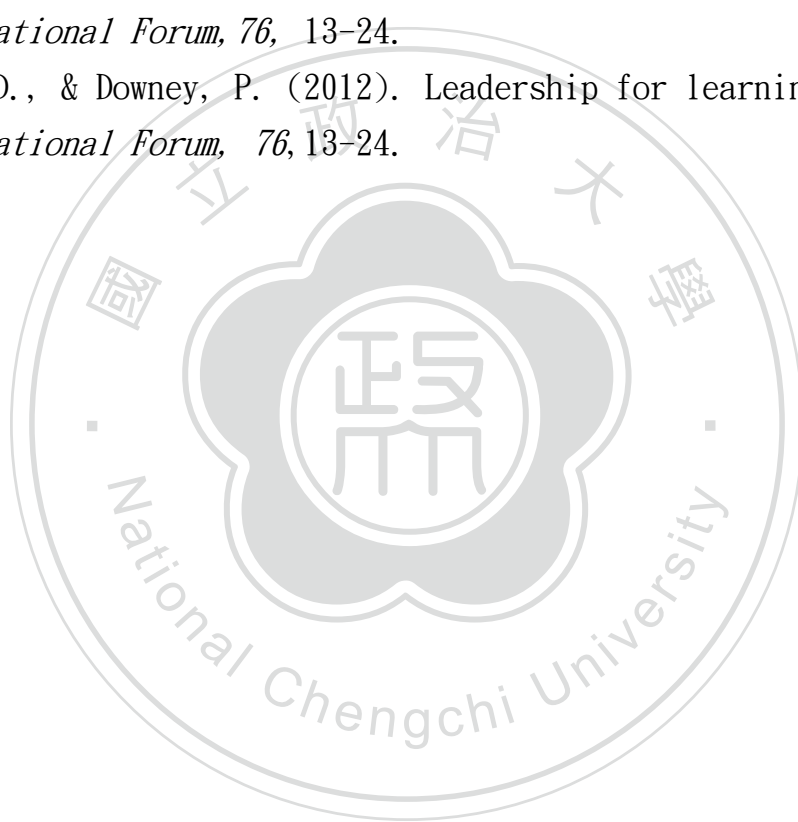 ational Forum, 76, 13-24.
D., & Downey, P. (2012). Leadership for learnin
ational Forum, 76,13-24.
國立政治大學
政大
National Chengchi University